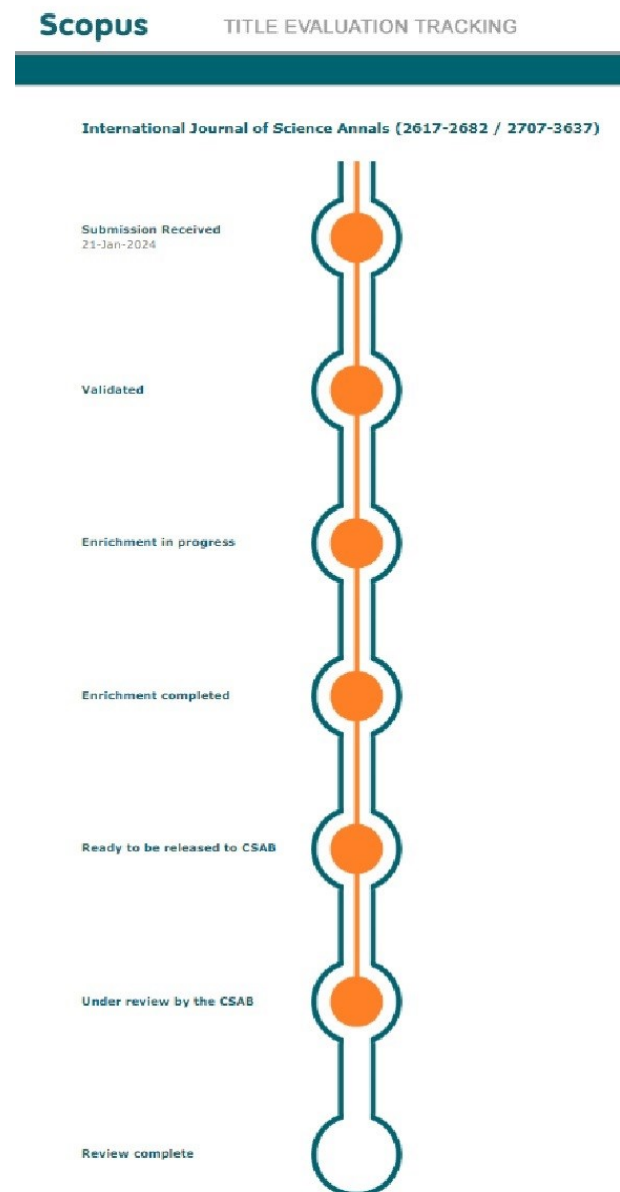 Scopus TITLE EVALUATION TRACKING
International Journal of Science Annals (2617-2682 / 2707-3637)
Submission Received
21-Jan-2024
Validated
Enrichment in progress
Enrichment completed
Ready to be released to CSAB
Under review by the CSAB
Review complete